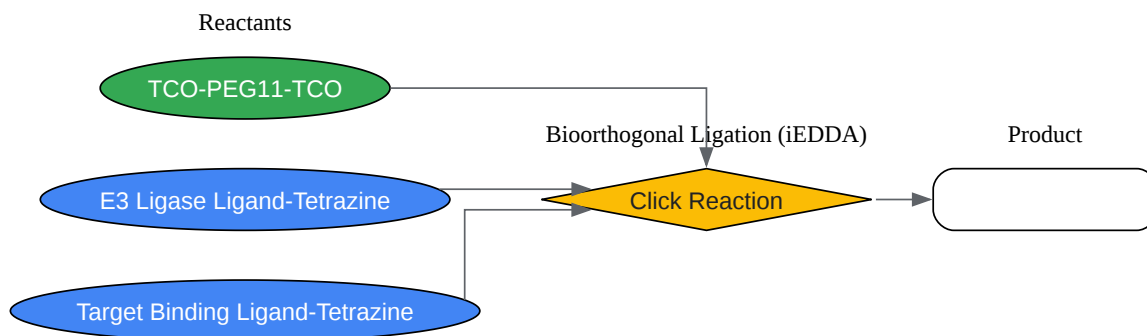 Reactants
TCO-PEG11-TCO
Bioorthogonal Ligation (iEDDA)
Product
E3 Ligase Ligand-Tetrazine
Click Reaction
Target Binding Ligand-Tetrazine